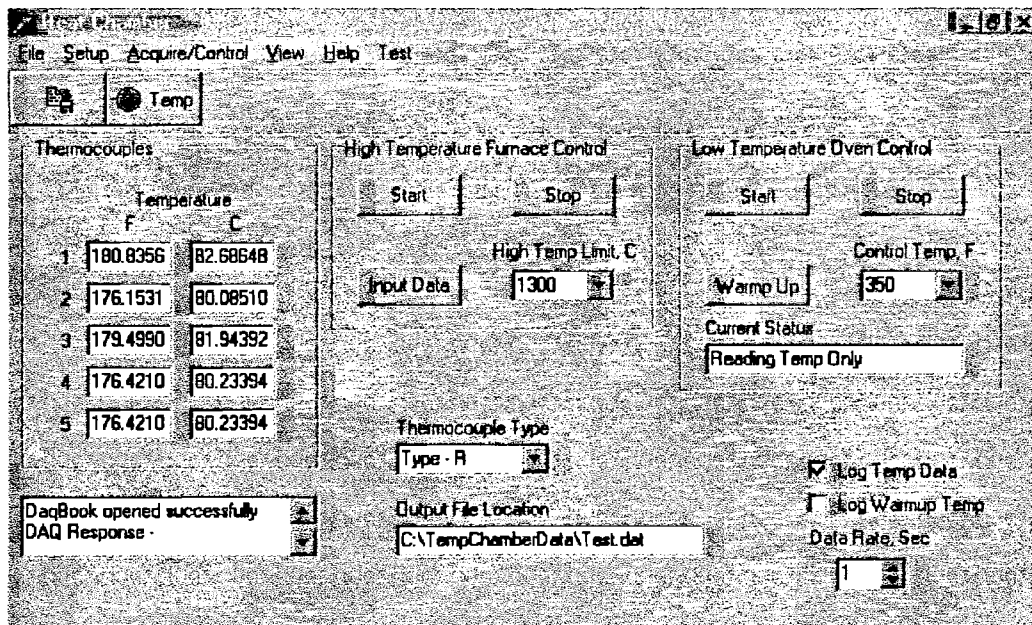 File Setup Acquire/Control View Help Test
Temp
Thermocouples
Temperature
F C
1 180.8356 82.68648
2 176.1531 80.08510
3 179.4990 81.94392
4 176.4210 80.23394
5 176.4210 80.23394
DaqBook opened successfully
DAQ Response -
High Temperature Furnace Control
Start Stop
High Temp Limit, C
Input Data 1300
Thermocouple Type
Type - R
Output File Location
C:\TempChamberData\Test.dat
Low Temperature Oven Control
Start Stop
Control Temp, F
Warmp Up 350
Current Status
Reading Temp Only
Log Temp Data
Log Warmup Temp
Data Rate, Sec
1